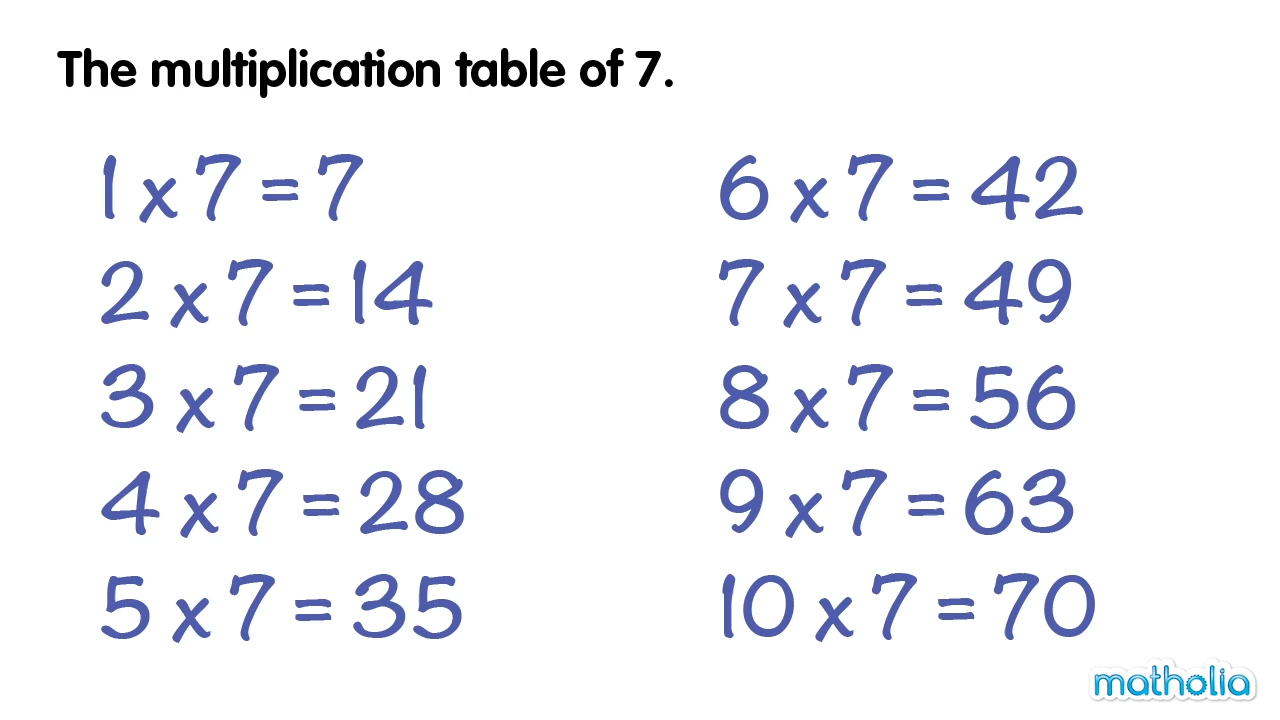 The multiplication table of 7.
1 x 7 = 7
2 x 7 = 14
3 x 7 = 21
4 x 7 = 28
5 x 7 = 35
6 x 7 = 42
7 x 7 = 49
8 x 7 = 56
9 x 7 = 63
10 x 7 = 70
matholia